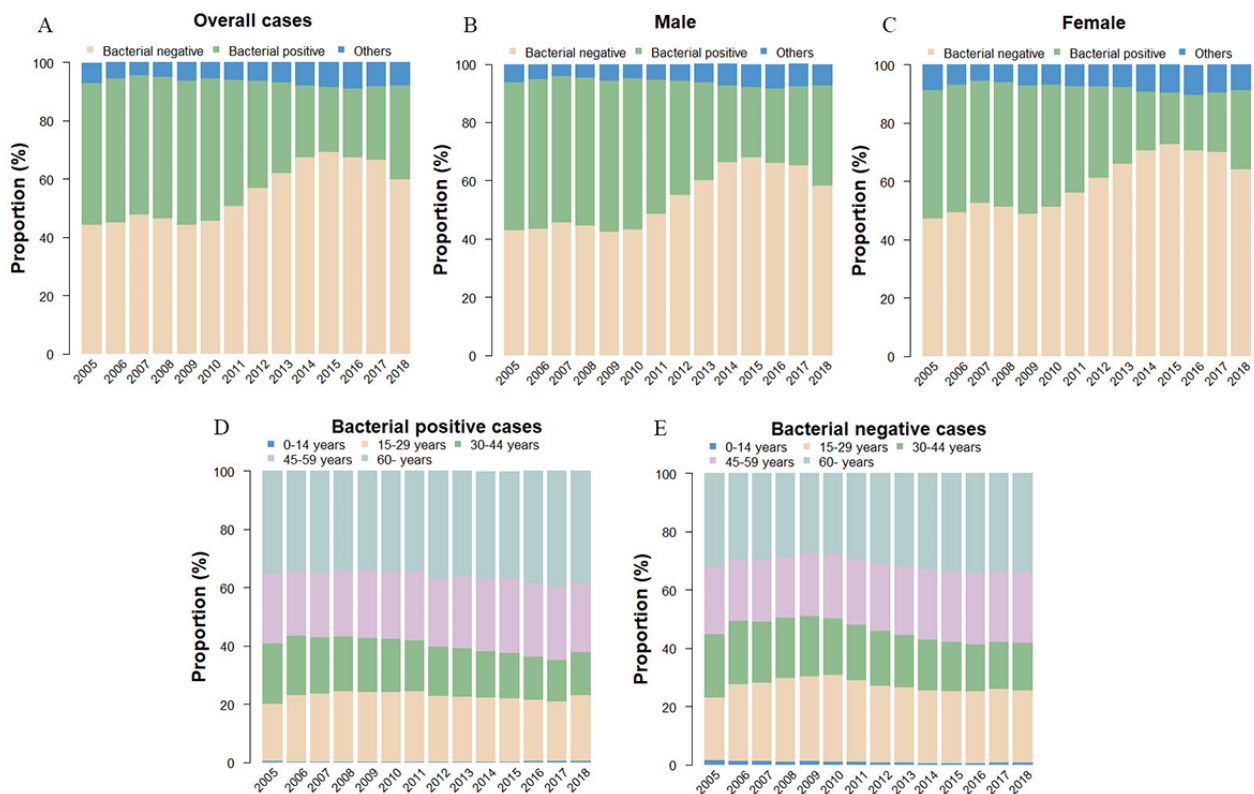 A Overall cases
Bacterial negative Bacterial positive Others
Proportion (%)
100
80
60
40
20
0
2005 2006 2007 2008 2009 2010 2011 2012 2013 2014 2015 2016 2017 2018
B Male
Bacterial negative Bacterial positive Others
Proportion (%)
100
80
60
40
20
0
2005 2006 2007 2008 2009 2010 2011 2012 2013 2014 2015 2016 2017 2018
C Female
Bacterial negative Bacterial positive Others
Proportion (%)
100
80
60
40
20
0
2005 2006 2007 2008 2009 2010 2011 2012 2013 2014 2015 2016 2017 2018
D Bacterial positive cases
0-14 years 15-29 years 30-44 years
45-59 years 60- years
Proportion (%)
100
80
60
40
20
0
2005 2006 2007 2008 2009 2010 2011 2012 2013 2014 2015 2016 2017 2018
E Bacterial negative cases
0-14 years 15-29 years 30-44 years
45-59 years 60- years
Proportion (%)
100
80
60
40
20
0
2005 2006 2007 2008 2009 2010 2011 2012 2013 2014 2015 2016 2017 2018